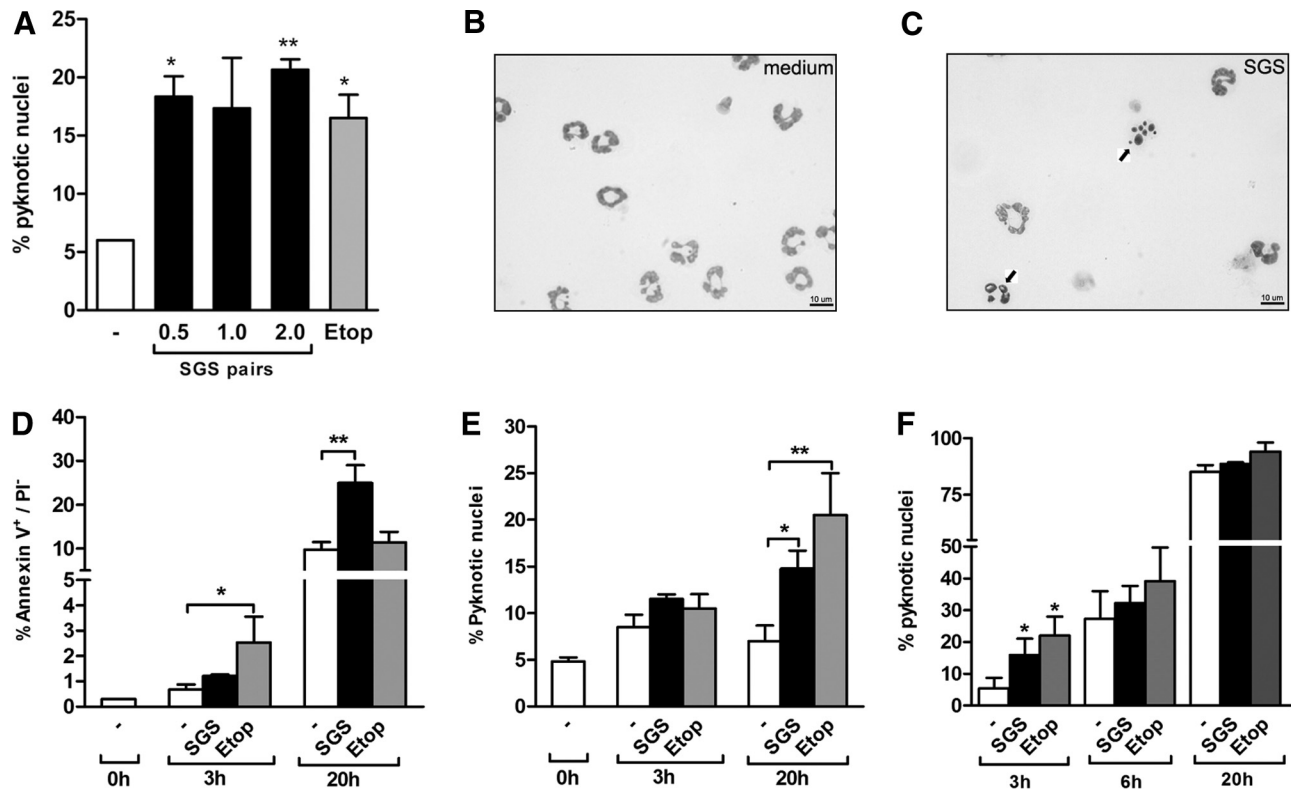 A
% pyknotic nuclei
25
20
15
10
5
0
*
**
*
- 0.5 1.0 2.0 Etop
SGS pairs
B
medium
10 um
C
SGS
10 um
D
% Annexin V+ / PI-
40
30
20
10
5
4
3
2
1
0
*
**
- - SGS Etop - SGS Etop
0h 3h 20h
E
% Pyknotic nuclei
30
25
20
15
10
5
0
*
**
- - SGS Etop - SGS Etop
0h 3h 20h
F
% pyknotic nuclei
100
75
50
40
30
20
10
0
* *
- SGS Etop - SGS Etop - SGS Etop
3h 6h 20h